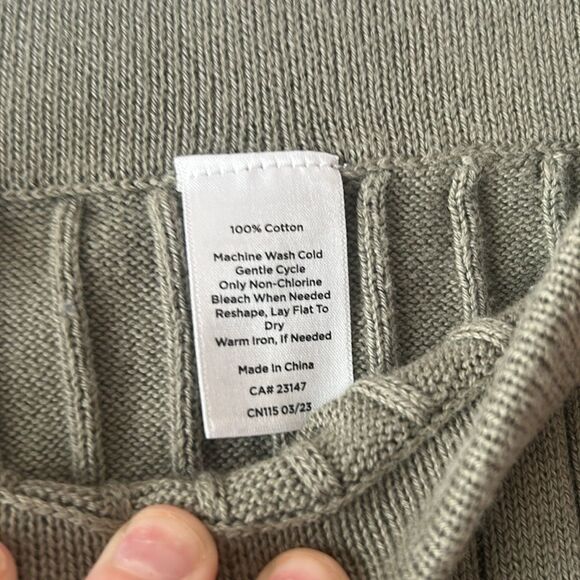 100% Cotton
Machine Wash Cold
Gentle Cycle
Only Non-Chlorine
Bleach When Needed
Reshape, Lay Flat To
Dry
Warm Iron, If Needed
Made In China
CA# 23147
CN115 03/23